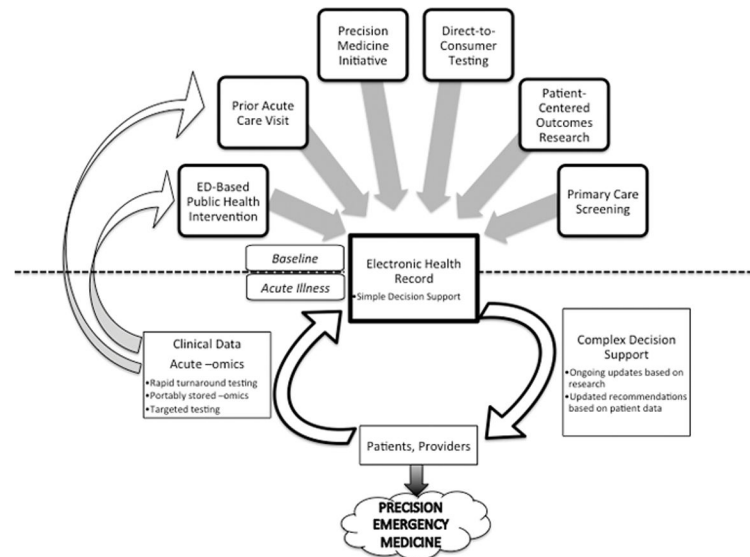 Precision
Medicine
Initiative
Direct-to-
Consumer
Testing
Prior Acute
Care Visit
Patient-
Centered
Outcomes
Research
ED-Based
Public Health
Intervention
Primary Care
Screening
Baseline
Acute Illness
Electronic Health
Record
•Simple Decision Support
Clinical Data
Acute –omics
•Rapid turnaround testing
•Portably stored –omics
•Targeted testing
Complex Decision
Support
•Ongoing updates based on
research
•Updated recommendations
based on patient data
Patients, Providers
PRECISION
EMERGENCY
MEDICINE